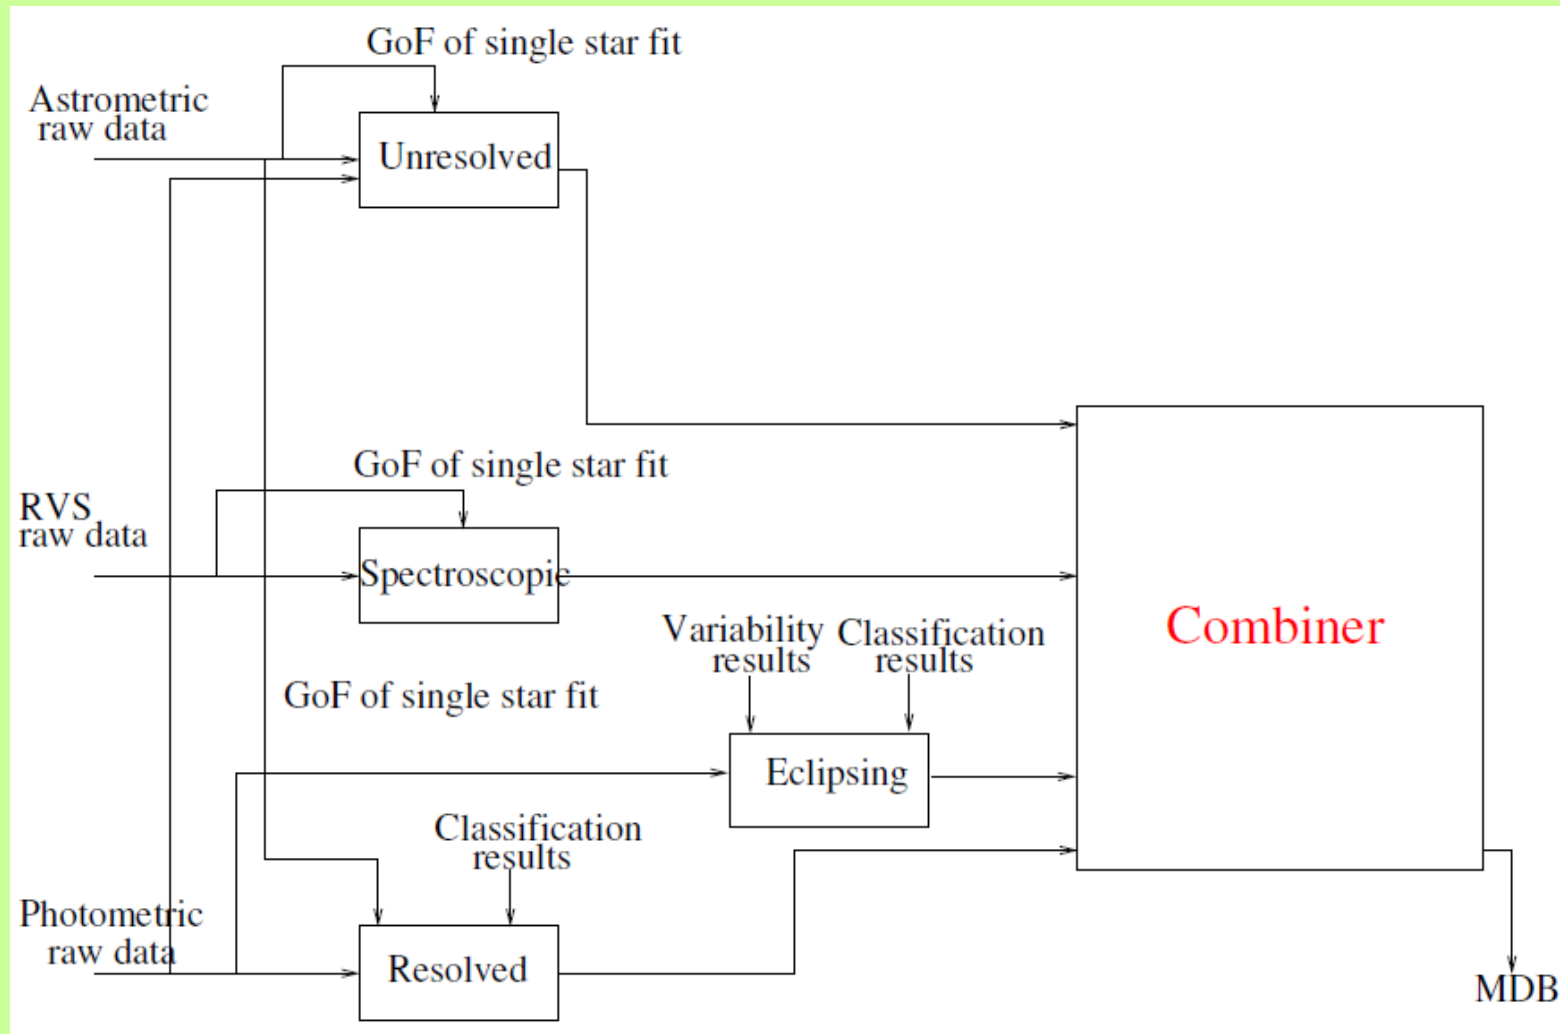 GoF of single star fit
Astrometric
raw data
Unresolved
GoF of single star fit
RVS
raw data
Spectroscopic
Variability
results
Classification
results
Combiner
GoF of single star fit
Eclipsing
Classification
results
Photometric
raw data
Resolved
MDB